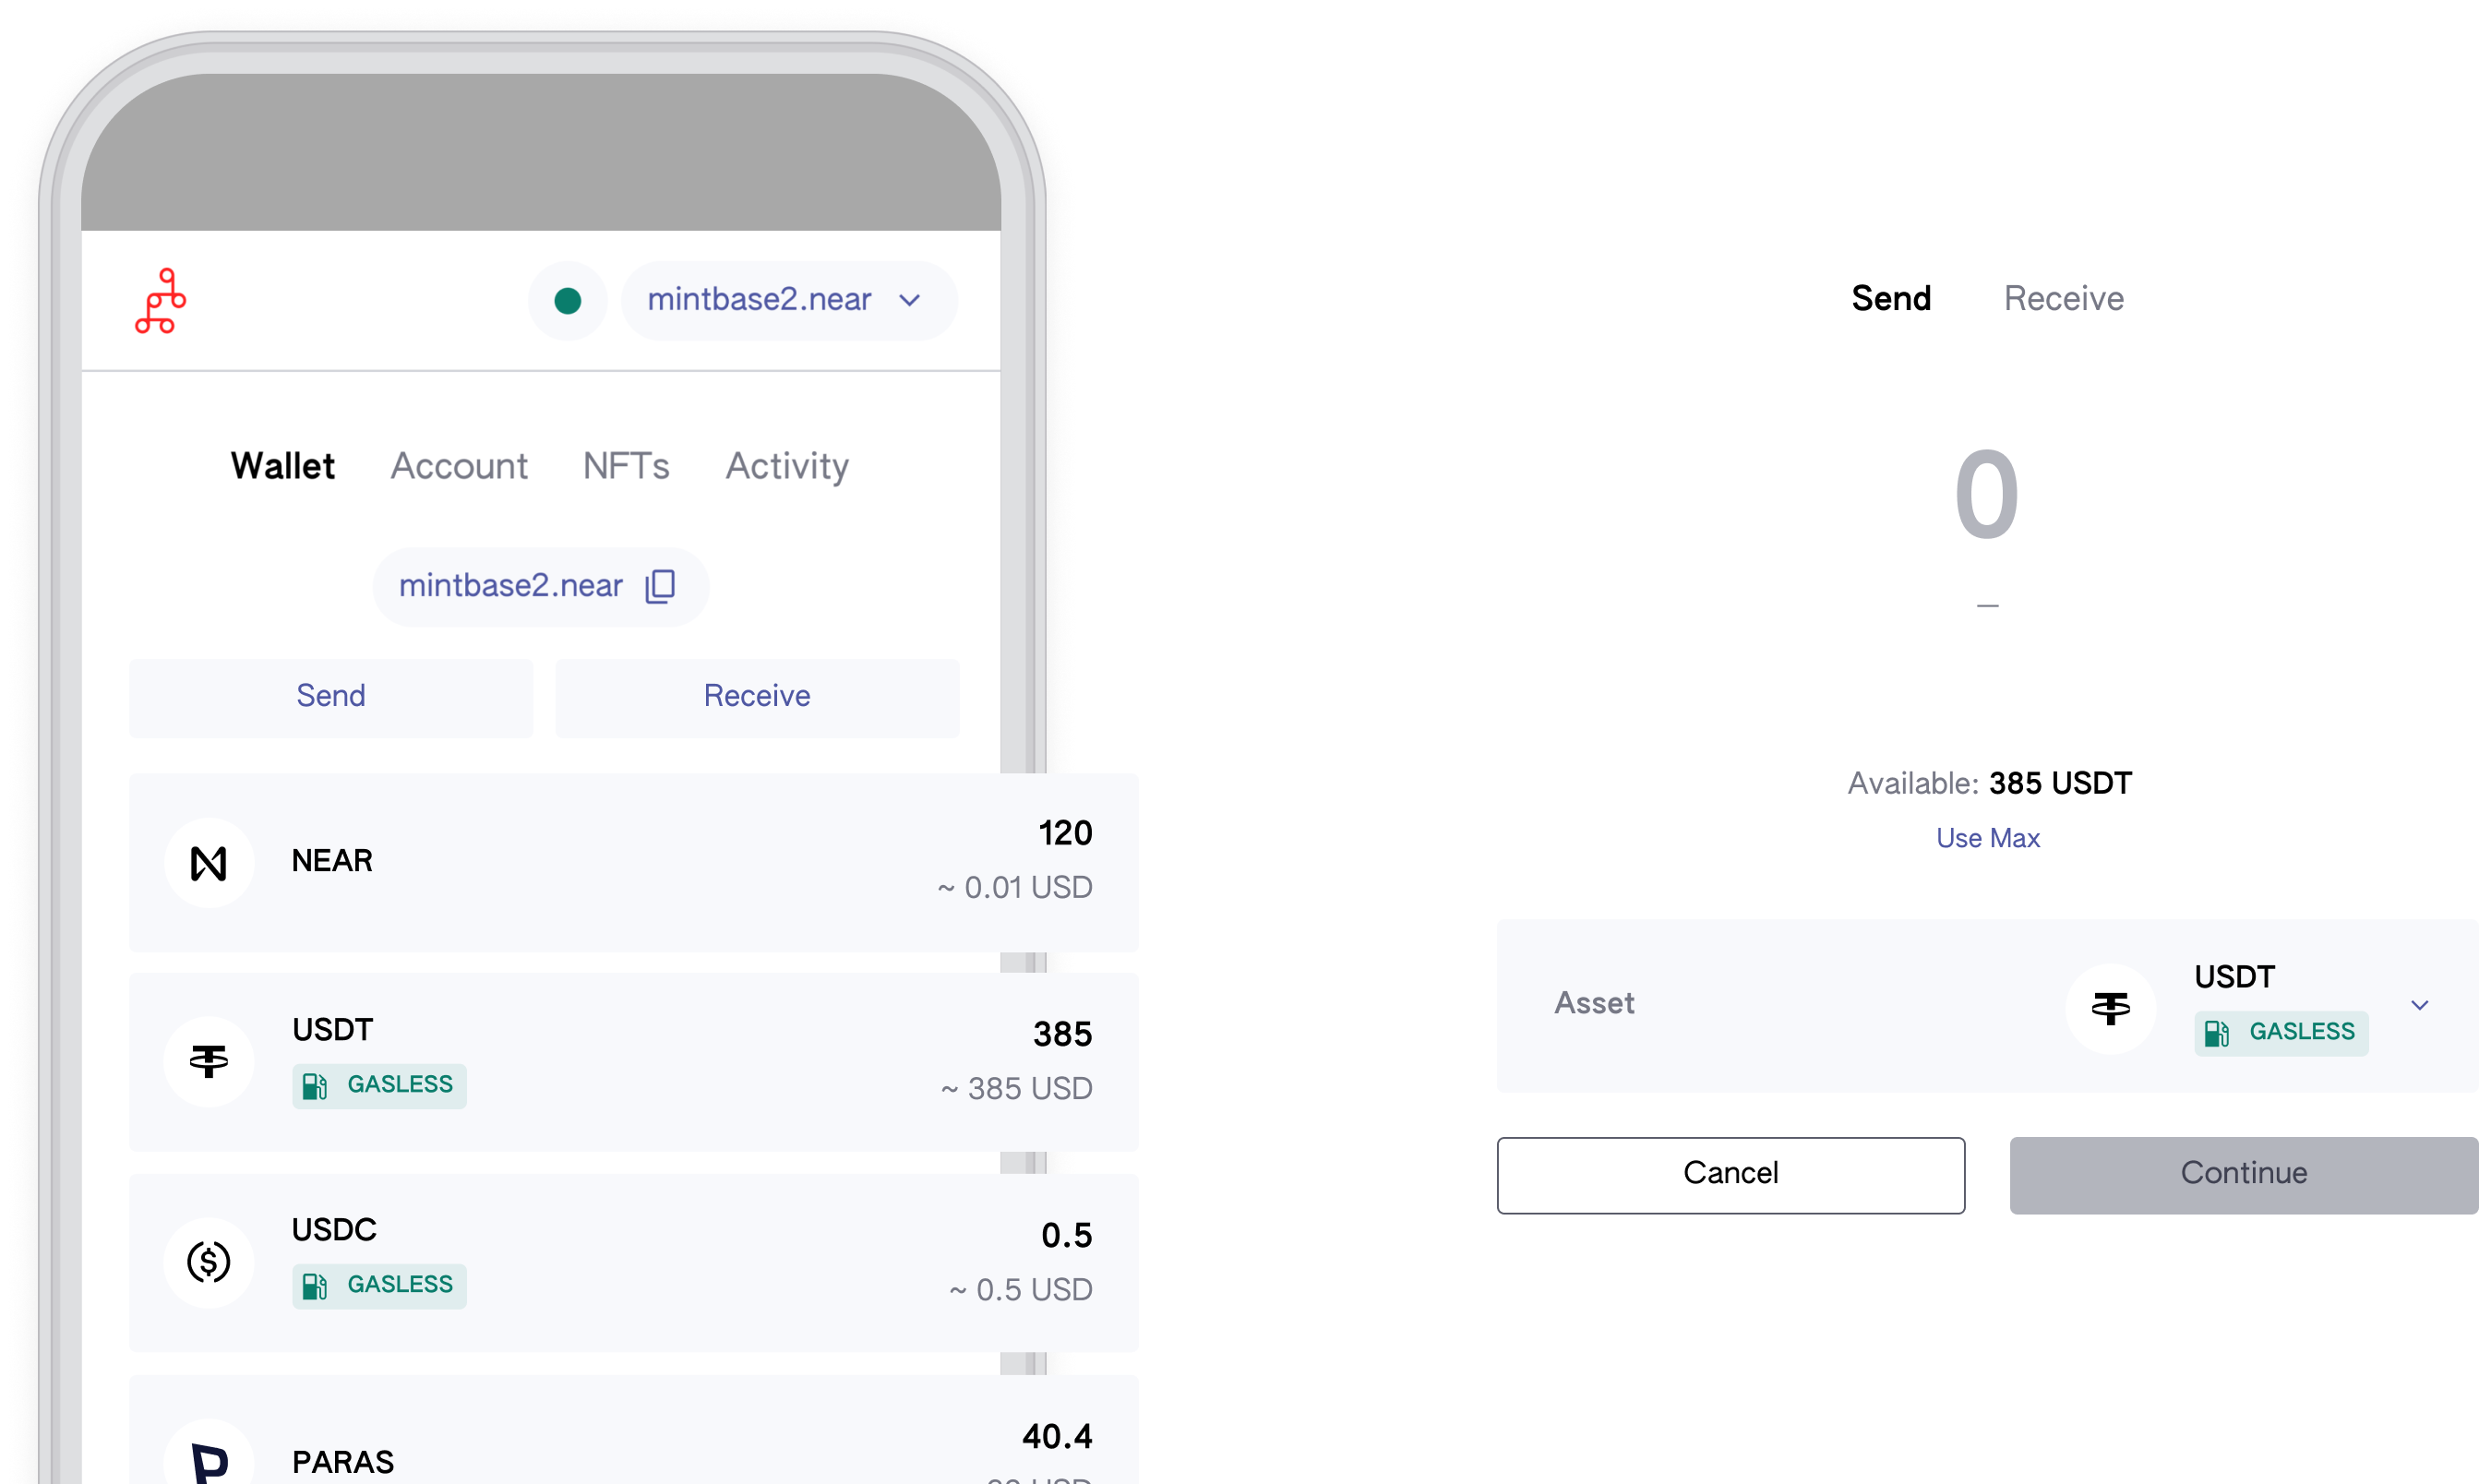 mintbase2.near
Wallet Account NFTs Activity
mintbase2.near
Send Receive
NEAR
120
~ 0.01 USD
USDT
GASLESS
385
~ 385 USD
USDC
GASLESS
0.5
~ 0.5 USD
PARAS
40.4
USD
Send Receive
0
–
Available: 385 USDT
Use Max
Asset
USDT
GASLESS
Cancel Continue